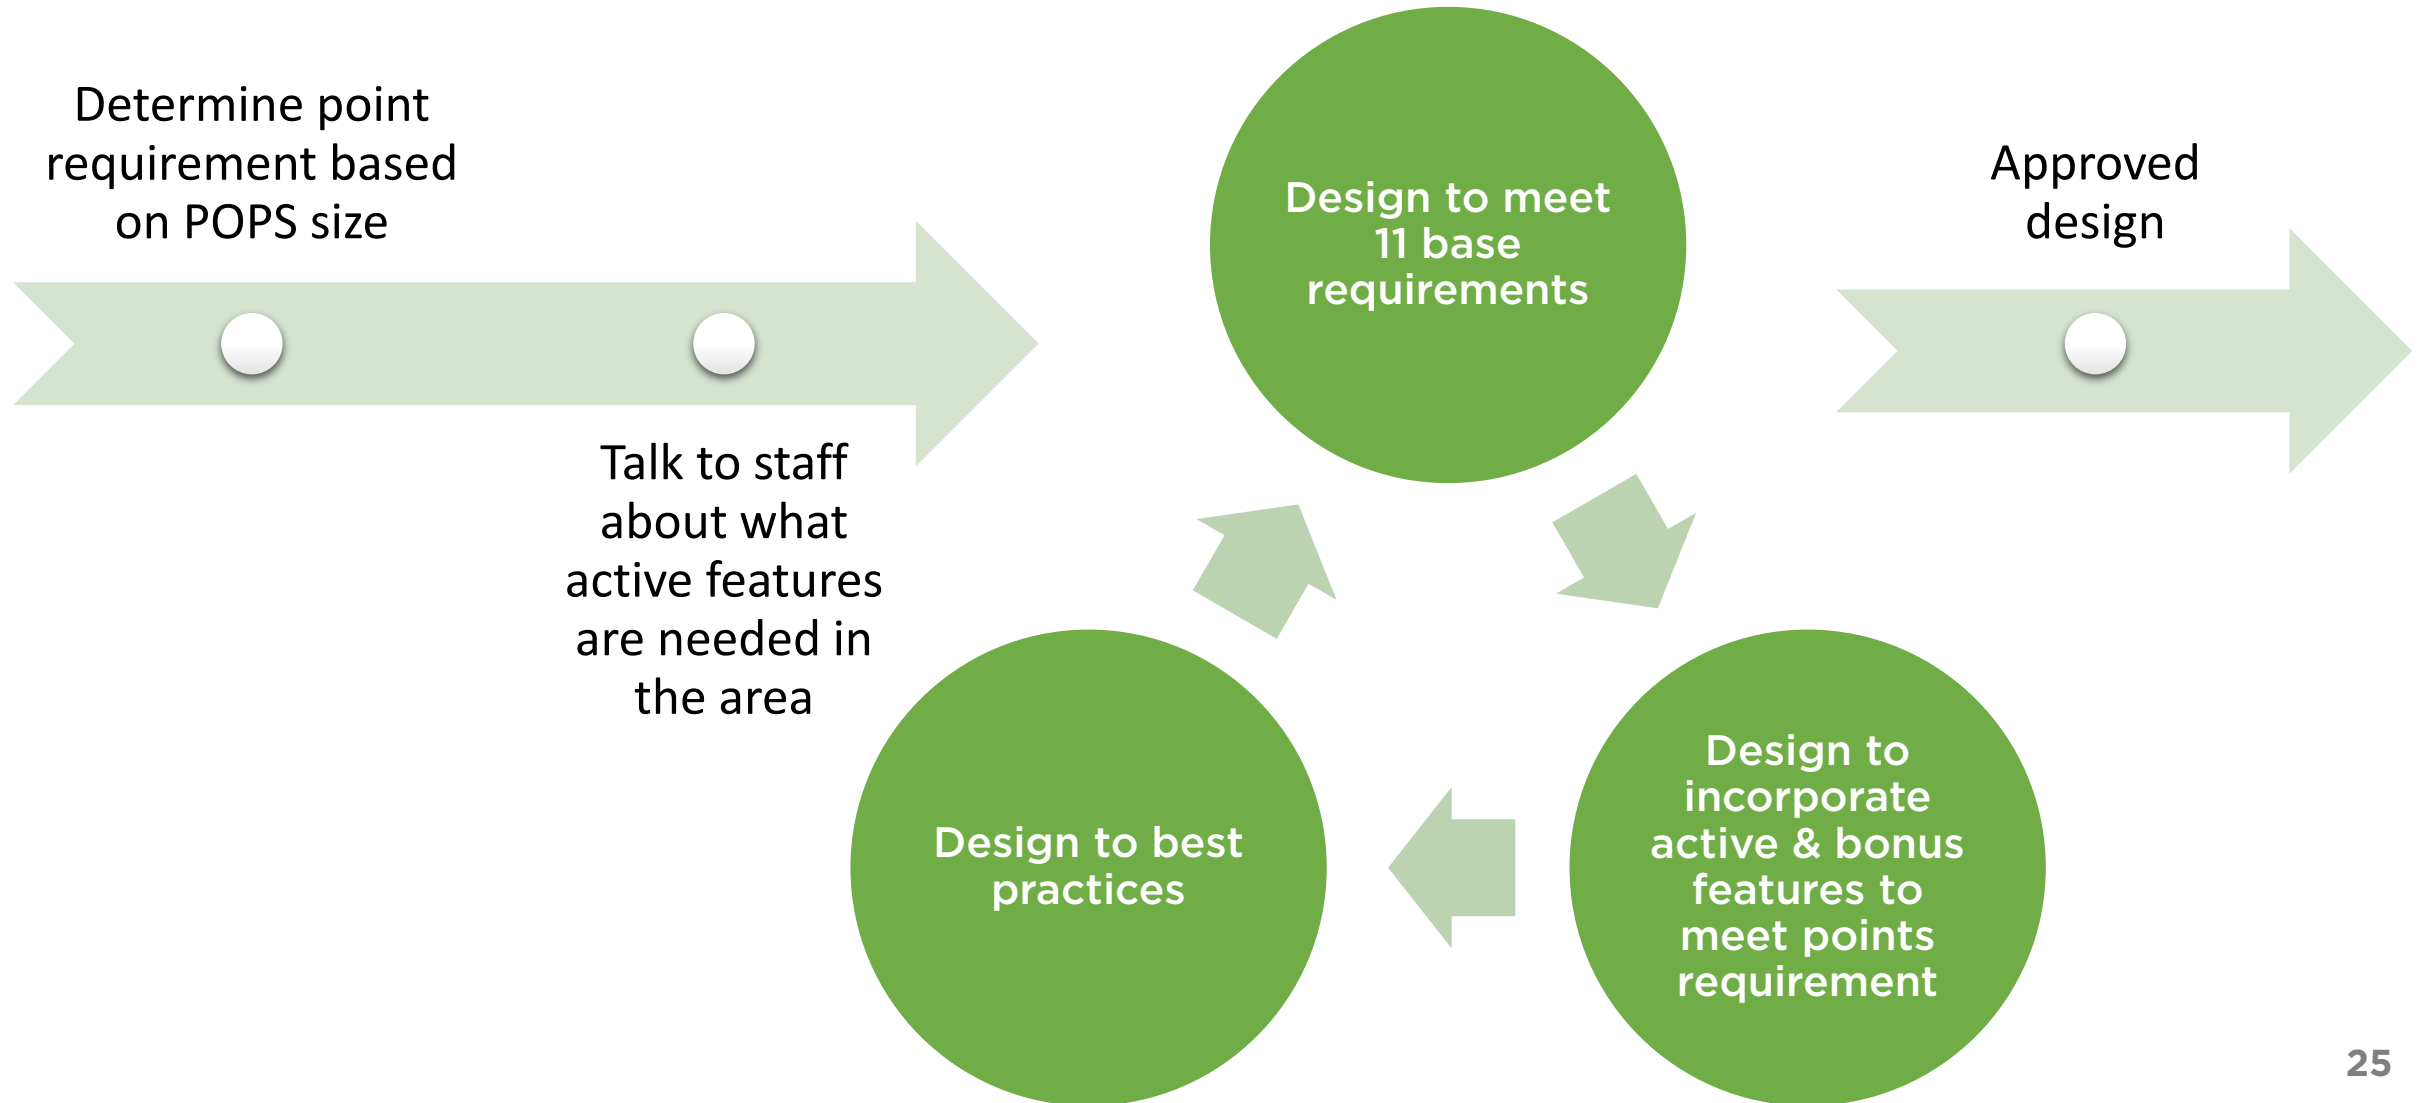 Determine point
requirement based
on POPS size
Talk to staff
about what
active features
are needed in
the area
Design to meet
11 base
requirements
Design to
incorporate
active & bonus
features to
meet points
requirement
Design to best
practices
Approved
design
25